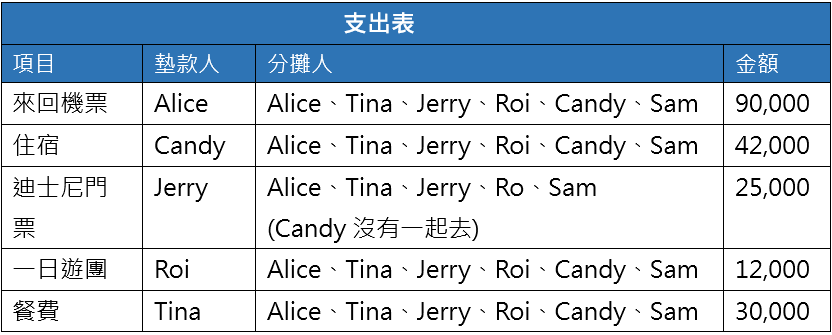 支出表
項目 墊款人 分攤人 金額
來回機票 Alice Alice、Tina、Jerry、Roi、Candy、Sam 90,000
住宿 Candy Alice、Tina、Jerry、Roi、Candy、Sam 42,000
迪士尼門 Jerry Alice、Tina、Jerry、Ro、Sam 25,000
票 (Candy 沒有一起去)
一日遊團 Roi Alice、Tina、Jerry、Roi、Candy、Sam 12,000
餐費 Tina Alice、Tina、Jerry、Roi、Candy、Sam 30,000